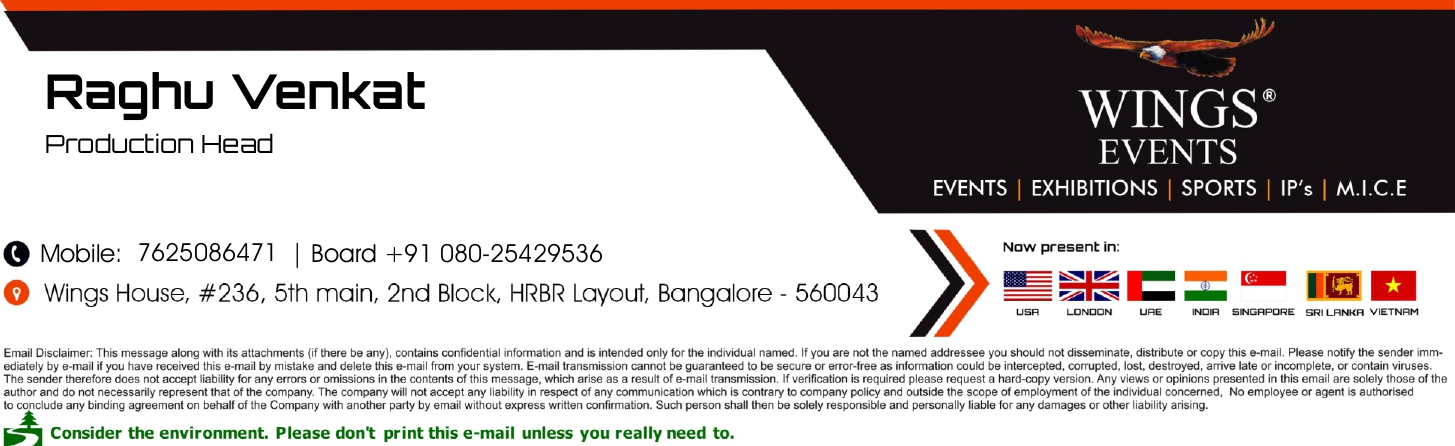 Raghu Venkat
Production Head
WINGS®
EVENTS
EVENTS | EXHIBITIONS | SPORTS | IP's | M.I.C.E
Mobile: 7625086471 | Board +91 080-25429536
Wings House, #236, 5th main, 2nd Block, HRBR Layout, Bangalore - 560043
Now present in:
USA LONDON UAE INDIA SINGAPORE SRI LANKA VIETNAM
Email Disclaimer: This message along with its attachments (if there be any), contains confidential information and is intended only for the individual named. If you are not the named addressee you should not disseminate, distribute or copy this e-mail. Please notify the sender imm-
ediately by e-mail if you have received this e-mail by mistake and delete this e-mail from your system. E-mail transmission cannot be guaranteed to be secure or error-free as information could be intercepted, corrupted, lost, destroyed, arrive late or incomplete, or contain viruses.
The sender therefore does not accept liability for any errors or omissions in the contents of this message, which arise as a result of e-mail transmission. If verification is required please request a hard-copy version. Any views or opinions presented in this email are solely those of the
author and do not necessarily represent that of the company. The company will not accept any liability in respect of any communication which is contrary to company policy and outside the scope of employment of the individual concerned, No employee or agent is authorised
to conclude any binding agreement on behalf of the Company with another party by email without express written confirmation. Such person shall then be solely responsible and personally liable for any damages or other liability arising.
Consider the environment. Please don't print this e-mail unless you really need to.